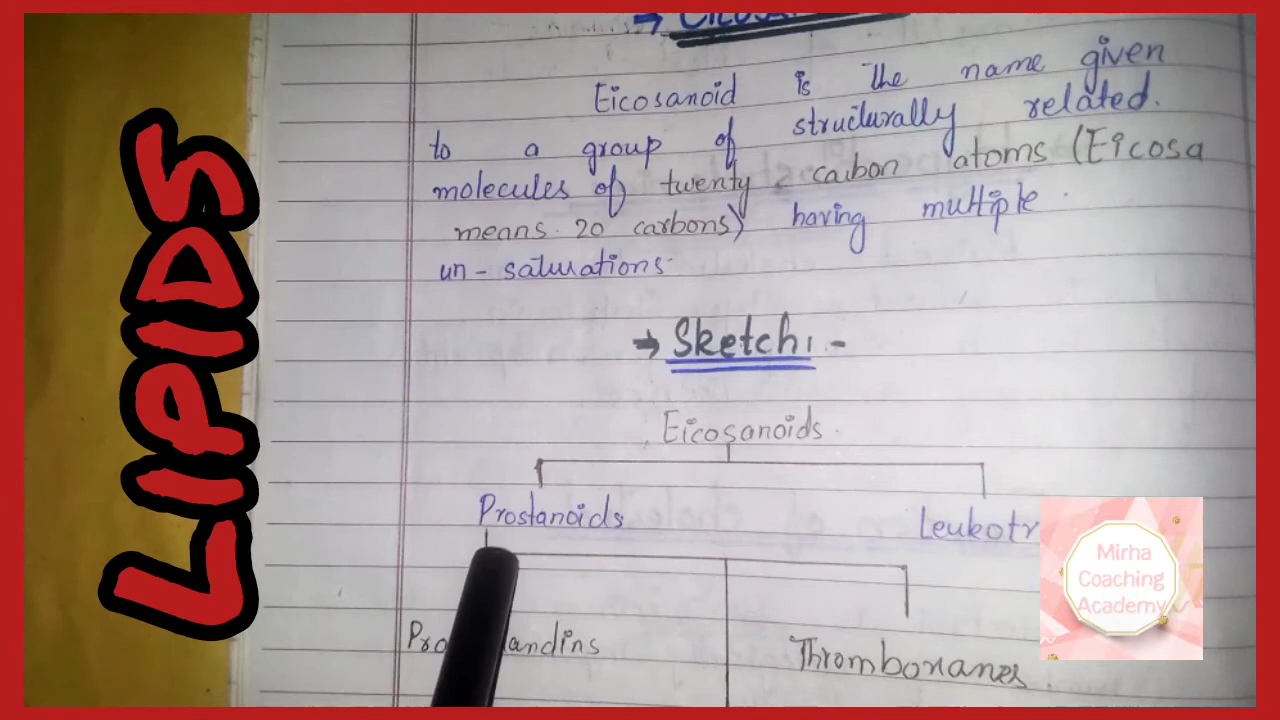 LIPIDS
Eicosanoid is the name given
to a group of structurally related.
molecules of twenty carbon atoms (Eicosa
means. 20 carbons) having multiple
un-saturations.
→ Sketch:-
Eicosanoids.
Prostanoids Leukotr
Thromboxanes
Mirha
Coaching
Academy